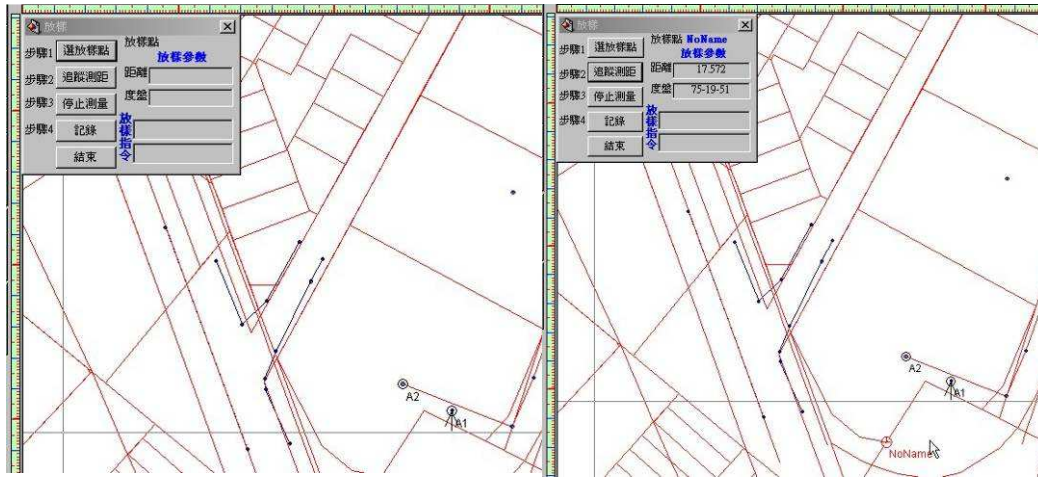 放樣
步驟1 選放樣點 放樣點
放樣參數
步驟2 追蹤測距 距離
步驟3 停止測量 度盤
步驟4 記錄 放樣指令
結束
A2
A1
放樣
步驟1 選放樣點 放樣點 NoName
放樣參數
步驟2 追蹤測距 距離 17.572
步驟3 停止測量 度盤 75-19-51
步驟4 記錄 放樣指令
結束
A2
A1
NoName